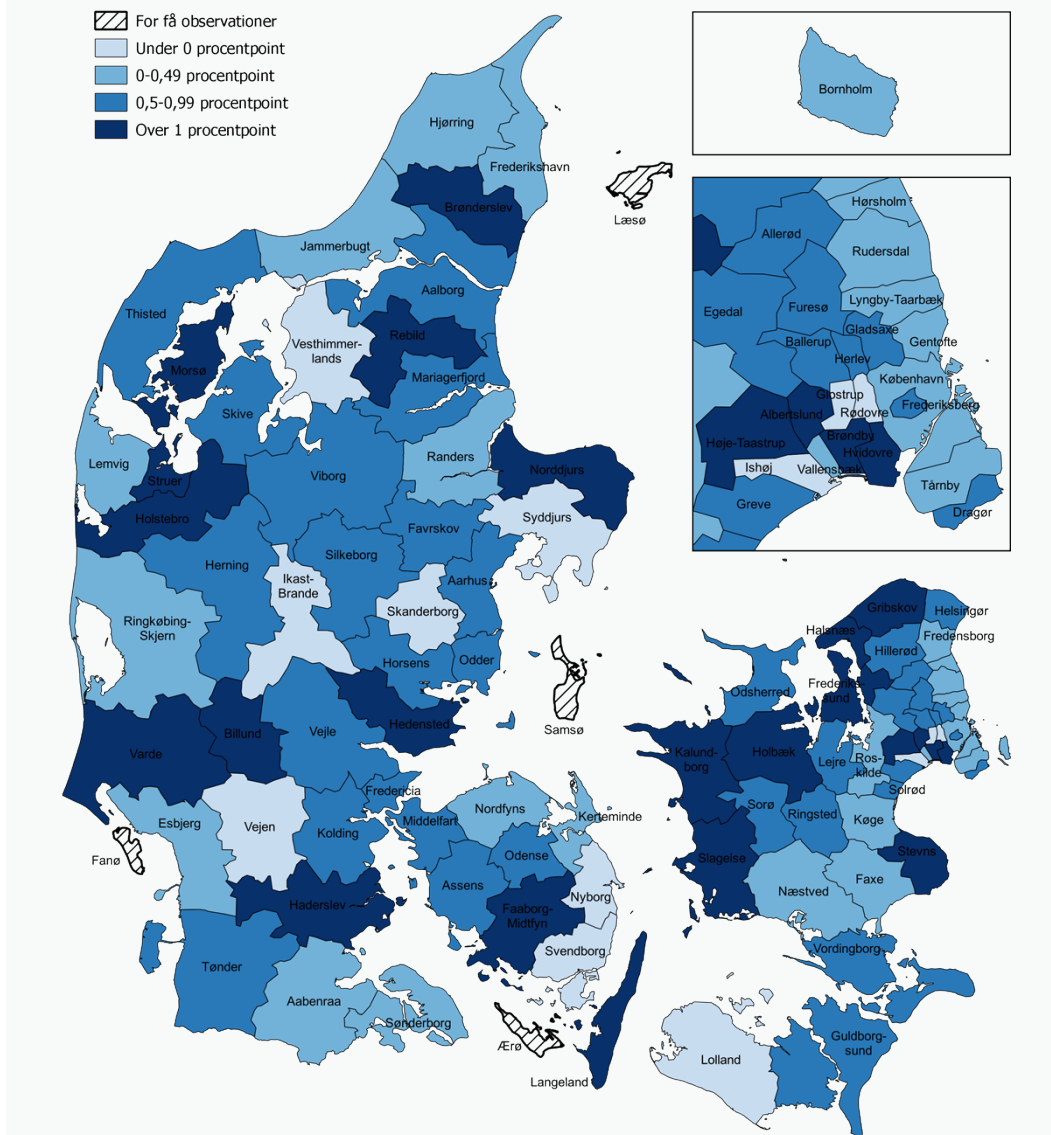 For få observationer
Under 0 procentpoint
0-0,49 procentpoint
0,5-0,99 procentpoint
Over 1 procentpoint
Bornholm
Hjørring
Frederikshavn
Brønderslev
Læsø
Jammerbugt
Aalborg
Thisted
Rebild
Vesthimmer-
lands
Morsø
Mariagerfjord
Skive
Lemvig
Randers
Viborg
Norddjurs
Struer
Holstebro
Syddjurs
Favrskov
Silkeborg
Herning
Ikast-
Brande
Aarhus
Skanderborg
Ringkøbing-
Skjern
Horsens
Odder
Hedensted
Samsø
Billund
Vejle
Varde
Fredericia
Esbjerg
Vejen
Kolding
Middelfart
Nordfyns
Kerteminde
Fanø
Odense
Assens
Nyborg
Haderslev
Faaborg-
Midtfyn
Svendborg
Tønder
Aabenraa
Sønderborg
Ærø
Langeland
Hørsholm
Allerød
Rudersdal
Lyngby-Taarbæk
Egedal
Furesø
Gladsaxe
Ballerup
Gentofte
Herlev
København
Glostrup
Frederiksberg
Albertslund
Rødovre
Brøndby
Høje-Taastrup
Hvidovre
Ishøj
Vallensbæk
Tårnby
Greve
Dragør
Gribskov
Helsingør
Halsnæs
Fredensborg
Hillerød
Frederiks-
sund
Odsherred
Kalund-
borg
Holbæk
Lejre
Ros-
kilde
Solrød
Sorø
Ringsted
Køge
Slagelse
Stevns
Faxe
Næstved
Vordingborg
Guldborg-
sund
Lolland